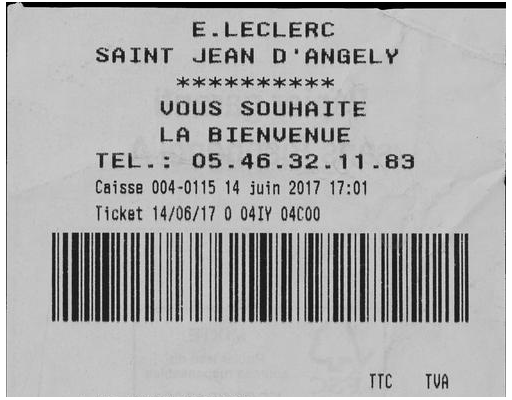 E.LECLERC
SAINT JEAN D'ANGELY
**********
VOUS SOUHAITE
LA BIENVENUE
TEL.: 05.46.32.11.83
Caisse 004-0115 14 juin 2017 17:01
Ticket 14/06/17 0 04IY 04C00
TTC TVA